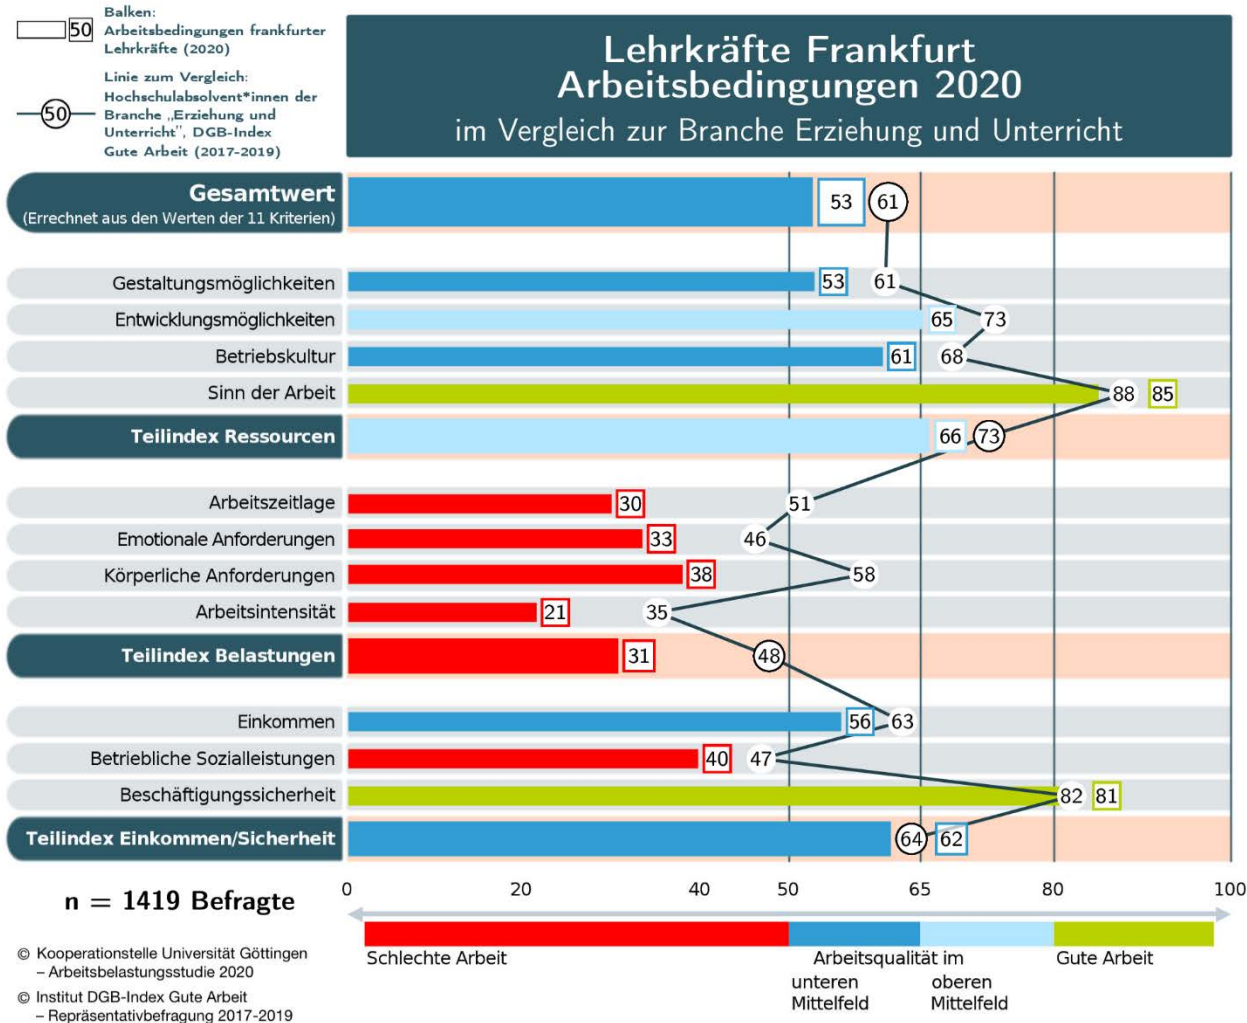 Balken:
50 Arbeitsbedingungen frankfurter
Lehrkräfte (2020)
Linie zum Vergleich:
Hochschulabsolvent*innen der
50 Branche „Erziehung und
Unterricht", DGB-Index
Gute Arbeit (2017-2019)
Lehrkräfte Frankfurt
Arbeitsbedingungen 2020
im Vergleich zur Branche Erziehung und Unterricht
Gesamtwert 53 61
(Errechnet aus den Werten der 11 Kriterien)
Gestaltungsmöglichkeiten 53 61
Entwicklungsmöglichkeiten 65 73
Betriebskultur 61 68
Sinn der Arbeit 88 85
Teilindex Ressourcen 66 73
Arbeitszeitlage 30 51
Emotionale Anforderungen 33 46
Körperliche Anforderungen 38 58
Arbeitsintensität 21 35
Teilindex Belastungen 31 48
Einkommen 56 63
Betriebliche Sozialleistungen 40 47
Beschäftigungssicherheit 82 81
Teilindex Einkommen/Sicherheit 64 62
0 20 40 50 65 80 100
n = 1419 Befragte
Schlechte Arbeit
Arbeitsqualität im
unteren
Mittelfeld
oberen
Mittelfeld
Gute Arbeit
© Kooperationstelle Universität Göttingen
– Arbeitsbelastungsstudie 2020
© Institut DGB-Index Gute Arbeit
– Repräsentativbefragung 2017-2019